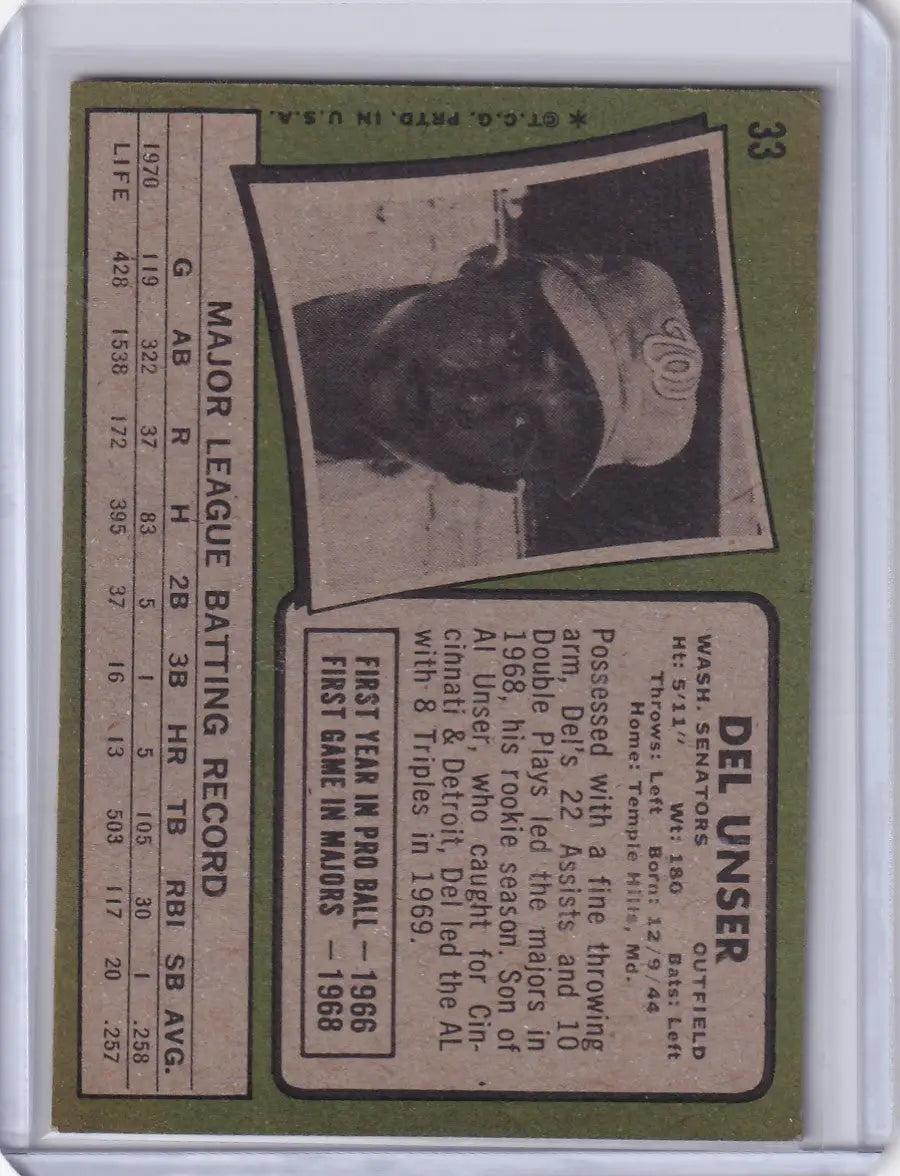 33
✶©T.C.G. PRTD. IN U.S.A.
W
DEL UNSER
WASH. SENATORS OUTFIELD
Ht: 5'11" Wt: 180 Bats: Left
Throws: Left Born: 12/9/44
Home: Temple Hills, Md.
Possessed with a fine throwing
arm, Del's 22 Assists and 10
Double Plays led the majors in
1968, his rookie season. Son of
Al Unser, who caught for Cin-
cinnati & Detroit, Del led the AL
with 8 Triples in 1969.
FIRST YEAR IN PRO BALL — 1966
FIRST GAME IN MAJORS — 1968
MAJOR LEAGUE BATTING RECORD
G AB R H 2B 3B HR TB RBI SB AVG.
1970 119 322 37 83 5 1 5 105 30 1 .258
LIFE 428 1538 172 395 37 16 13 503 117 20 .257